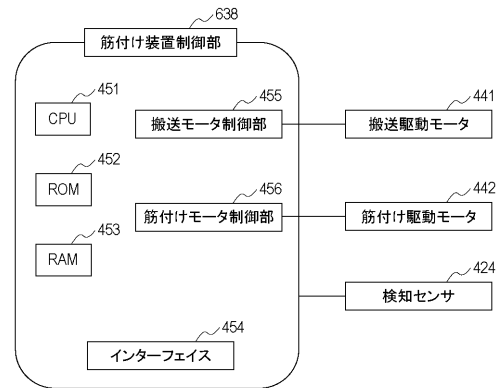 638
筋付け装置制御部
451
CPU
455
搬送モータ制御部
441
搬送駆動モータ
452
ROM
456
筋付けモータ制御部
442
筋付け駆動モータ
453
RAM
424
検知センサ
454
インターフェイス